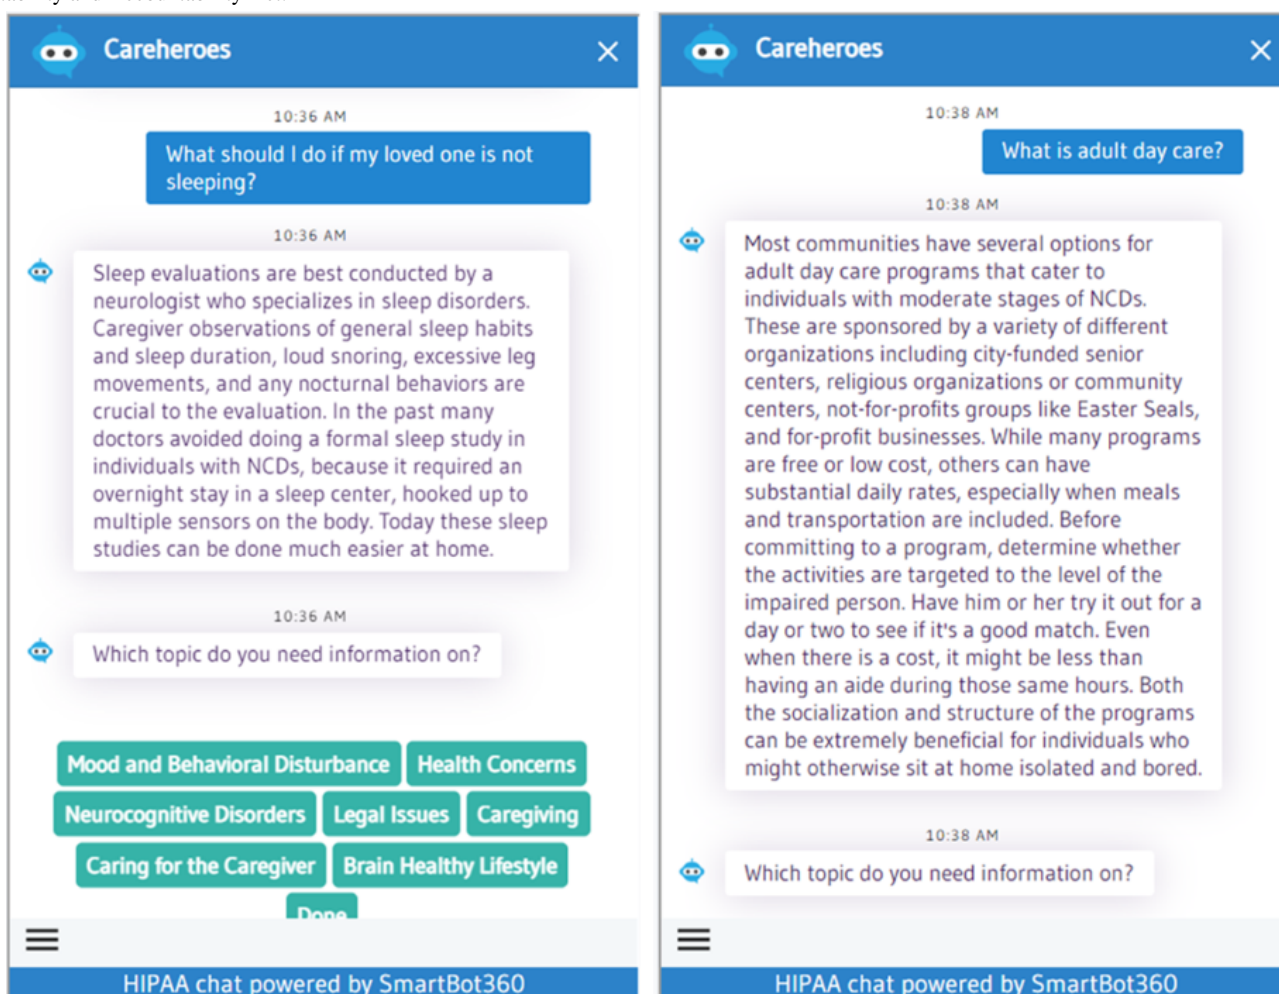 Careheroes
10:36 AM
What should I do if my loved one is not
sleeping?
10:36 AM
Sleep evaluations are best conducted by a
neurologist who specializes in sleep disorders.
Caregiver observations of general sleep habits
and sleep duration, loud snoring, excessive leg
movements, and any nocturnal behaviors are
crucial to the evaluation. In the past many
doctors avoided doing a formal sleep study in
individuals with NCDs, because it required an
overnight stay in a sleep center, hooked up to
multiple sensors on the body. Today these sleep
studies can be done much easier at home.
10:36 AM
Which topic do you need information on?
Mood and Behavioral Disturbance Health Concerns
Neurocognitive Disorders Legal Issues Caregiving
Caring for the Caregiver Brain Healthy Lifestyle
Done
HIPAA chat powered by SmartBot360
Careheroes
10:38 AM
What is adult day care?
10:38 AM
Most communities have several options for
adult day care programs that cater to
individuals with moderate stages of NCDs.
These are sponsored by a variety of different
organizations including city-funded senior
centers, religious organizations or community
centers, not-for-profits groups like Easter Seals,
and for-profit businesses. While many programs
are free or low cost, others can have
substantial daily rates, especially when meals
and transportation are included. Before
committing to a program, determine whether
the activities are targeted to the level of the
impaired person. Have him or her try it out for a
day or two to see if it's a good match. Even
when there is a cost, it might be less than
having an aide during those same hours. Both
the socialization and structure of the programs
can be extremely beneficial for individuals who
might otherwise sit at home isolated and bored.
10:38 AM
Which topic do you need information on?
HIPAA chat powered by SmartBot360